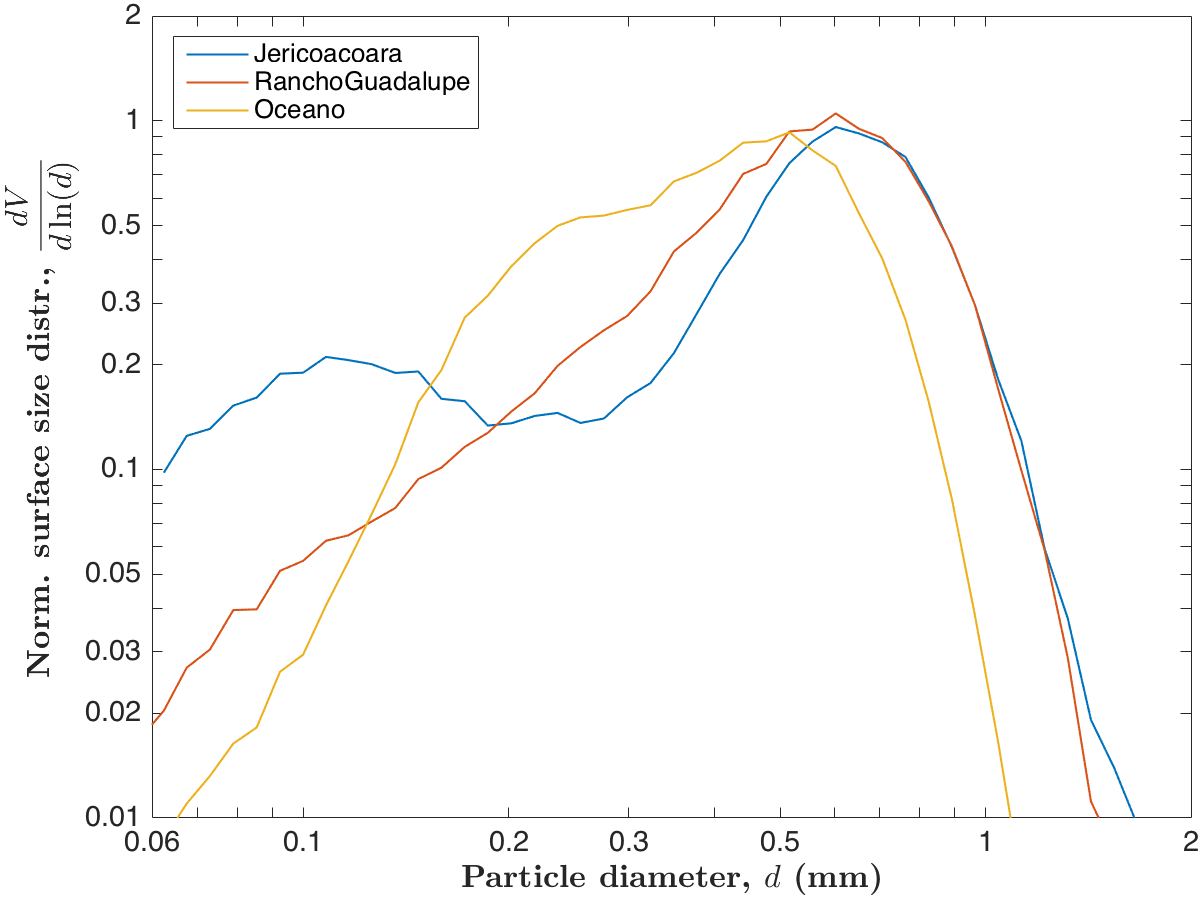 Jericoacoara
RanchoGuadalupe
Oceano
Norm. surface size distr., dV / d ln(d)
2
1
0.5
0.3
0.2
0.1
0.05
0.03
0.02
0.01
0.06 0.1 0.2 0.3 0.5 1 2
Particle diameter, d (mm)